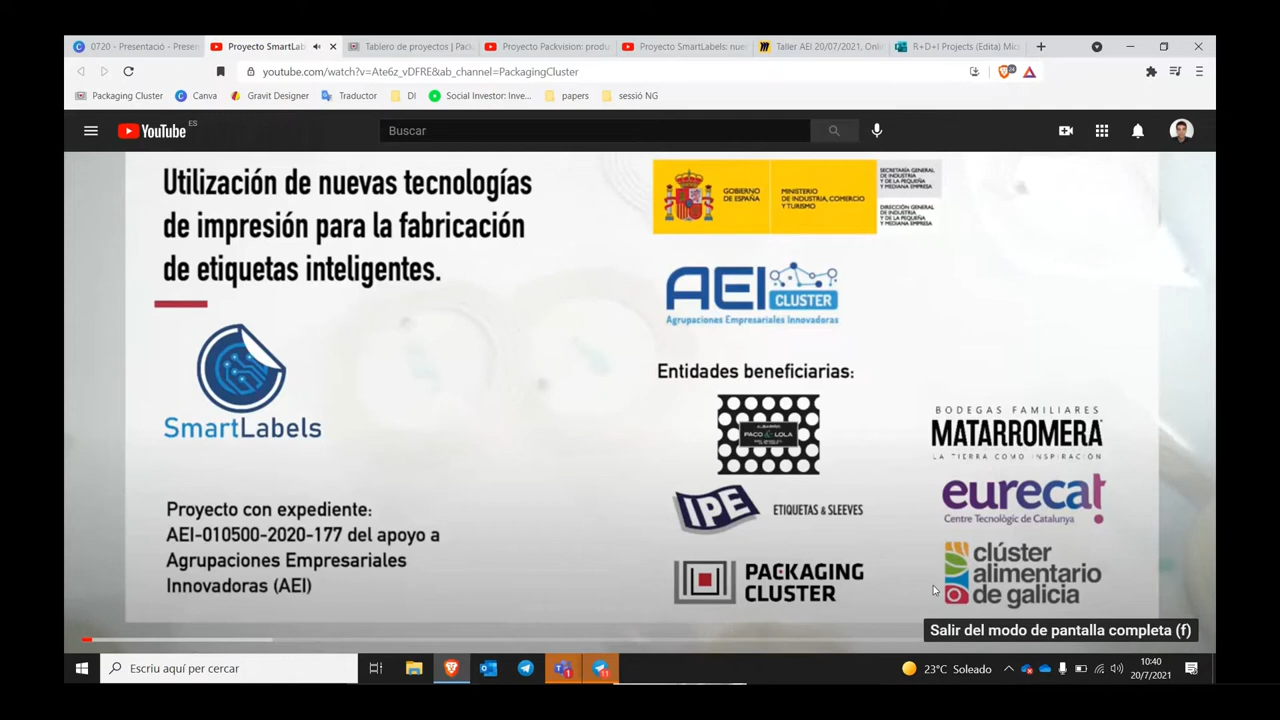 0720 - Presentació - Presen
Proyecto SmartLab
Tablero de proyectos | Pack
Proyecto Packvision: produ
Proyecto SmartLabels: nue
Taller AEI 20/07/2021, Onli
R+D+I Projects (Edita) Micr
youtube.com/watch?v=Ate6z_vDFRE&ab_channel=PackagingCluster
Packaging Cluster
Canva
Gravit Designer
Traductor
DI
Social Investor: Inve...
papers
sessió NG
YouTube ES
Buscar
Utilización de nuevas tecnologías
de impresión para la fabricación
de etiquetas inteligentes.
SmartLabels
Proyecto con expediente:
AEI-010500-2020-177 del apoyo a
Agrupaciones Empresariales
Innovadoras (AEI)
GOBIERNO
DE ESPAÑA
MINISTERIO
DE INDUSTRIA, COMERCIO
Y TURISMO
SECRETARÍA GENERAL
DE INDUSTRIA
Y DE LA PEQUEÑA
Y MEDIANA EMPRESA
DIRECCIÓN GENERAL
DE INDUSTRIA
Y DE LA PEQUEÑA
Y MEDIANA EMPRESA
AEI
CLUSTER
Agrupaciones Empresariales Innovadoras
Entidades beneficiarias:
ALBARIÑO
PACO & LOLA
BODEGAS FAMILIARES
MATARROMERA
LA TIERRA COMO INSPIRACIÓN
IPE
ETIQUETAS & SLEEVES
eurecat
Centre Tecnològic de Catalunya
PACKAGING
CLUSTER
clúster
alimentario
de galicia
Salir del modo de pantalla completa (f)
Escriu aquí per cercar
1
11
23°C Soleado
10:40
20/7/2021